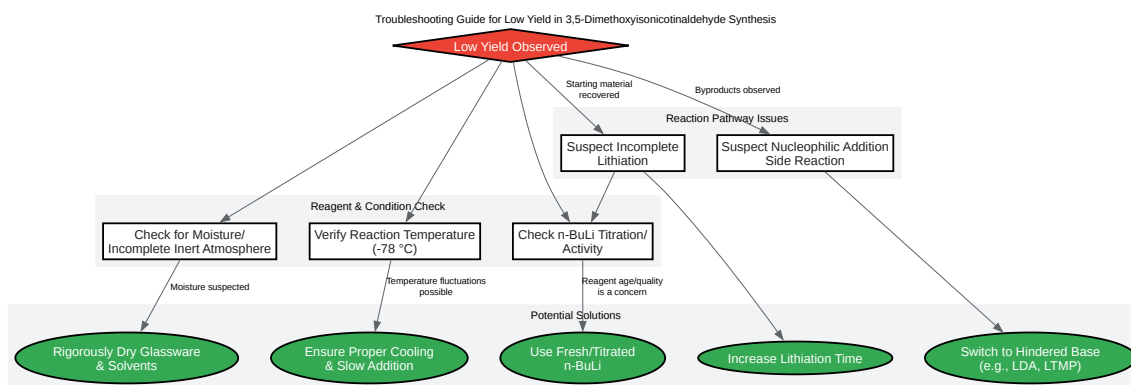 Troubleshooting Guide for Low Yield in 3,5-Dimethoxyisonicotinaldehyde Synthesis
Low Yield Observed
Starting material
recovered
Byproducts observed
Reaction Pathway Issues
Suspect Incomplete
Lithiation
Suspect Nucleophilic Addition
Side Reaction
Reagent & Condition Check
Check for Moisture/
Incomplete Inert Atmosphere
Verify Reaction Temperature
(-78 °C)
Check n-BuLi Titration/
Activity
Moisture suspected
Temperature fluctuations
possible
Reagent age/quality
is a concern
Potential Solutions
Rigorously Dry Glassware
& Solvents
Ensure Proper Cooling
& Slow Addition
Use Fresh/Titrated
n-BuLi
Increase Lithiation Time
Switch to Hindered Base
(e.g., LDA, LTMP)